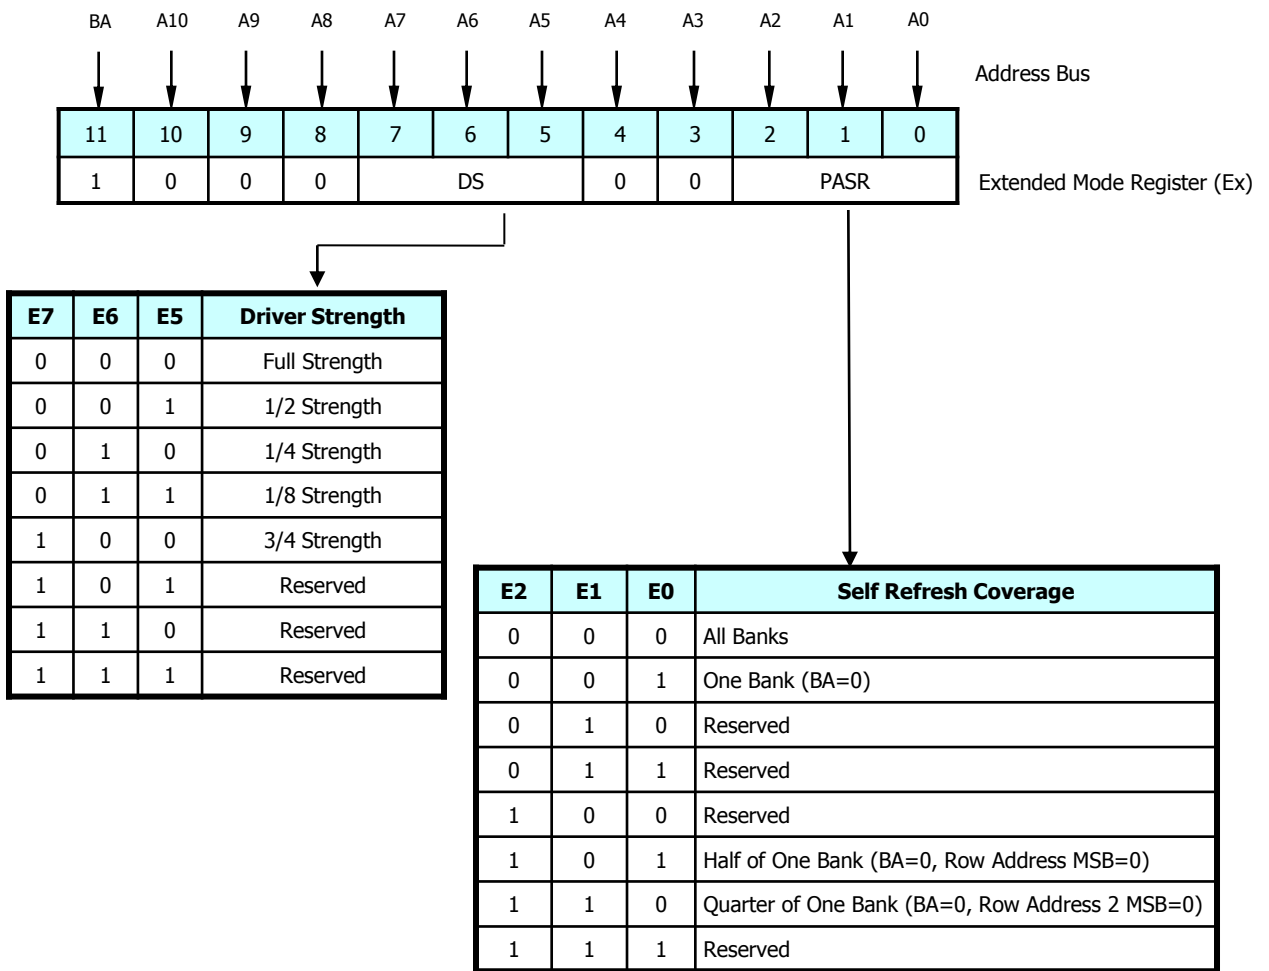 BA A10 A9 A8 A7 A6 A5 A4 A3 A2 A1 A0
Address Bus
11 10 9 8 7 6 5 4 3 2 1 0
1 0 0 0 DS 0 0 PASR
Extended Mode Register (Ex)
E7 E6 E5 Driver Strength
0 0 0 Full Strength
0 0 1 1/2 Strength
0 1 0 1/4 Strength
0 1 1 1/8 Strength
1 0 0 3/4 Strength
1 0 1 Reserved
1 1 0 Reserved
1 1 1 Reserved
E2 E1 E0 Self Refresh Coverage
0 0 0 All Banks
0 0 1 One Bank (BA=0)
0 1 0 Reserved
0 1 1 Reserved
1 0 0 Reserved
1 0 1 Half of One Bank (BA=0, Row Address MSB=0)
1 1 0 Quarter of One Bank (BA=0, Row Address 2 MSB=0)
1 1 1 Reserved